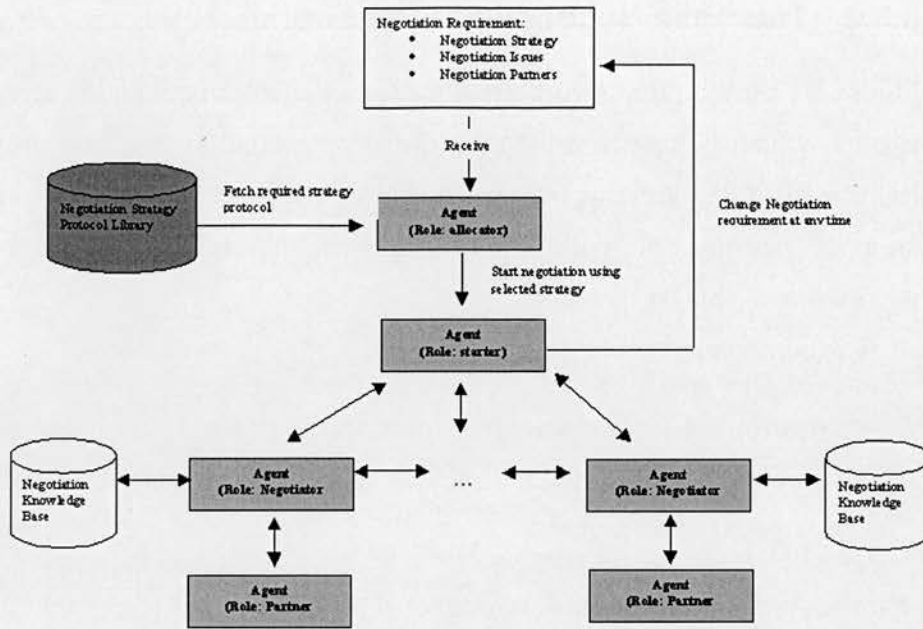 Negotiation Requirement:
• Negotiation Strategy
• Negotiation Issues
• Negotiation Partners
Receive
Fetch required strategy
protocol
Negotiation Strategy
Protocol Library
Agent
(Role: allocator)
Change Negotiation
requirement at anytime
Start negotiation using
selected strategy
Agent
(Role: starter)
Negotiation
Knowledge
Base
Agent
(Role: Negotiator
...
Agent
(Role: Negotiator
Negotiation
Knowledge
Base
Agent
(Role: Partner
Agent
(Role: Partner